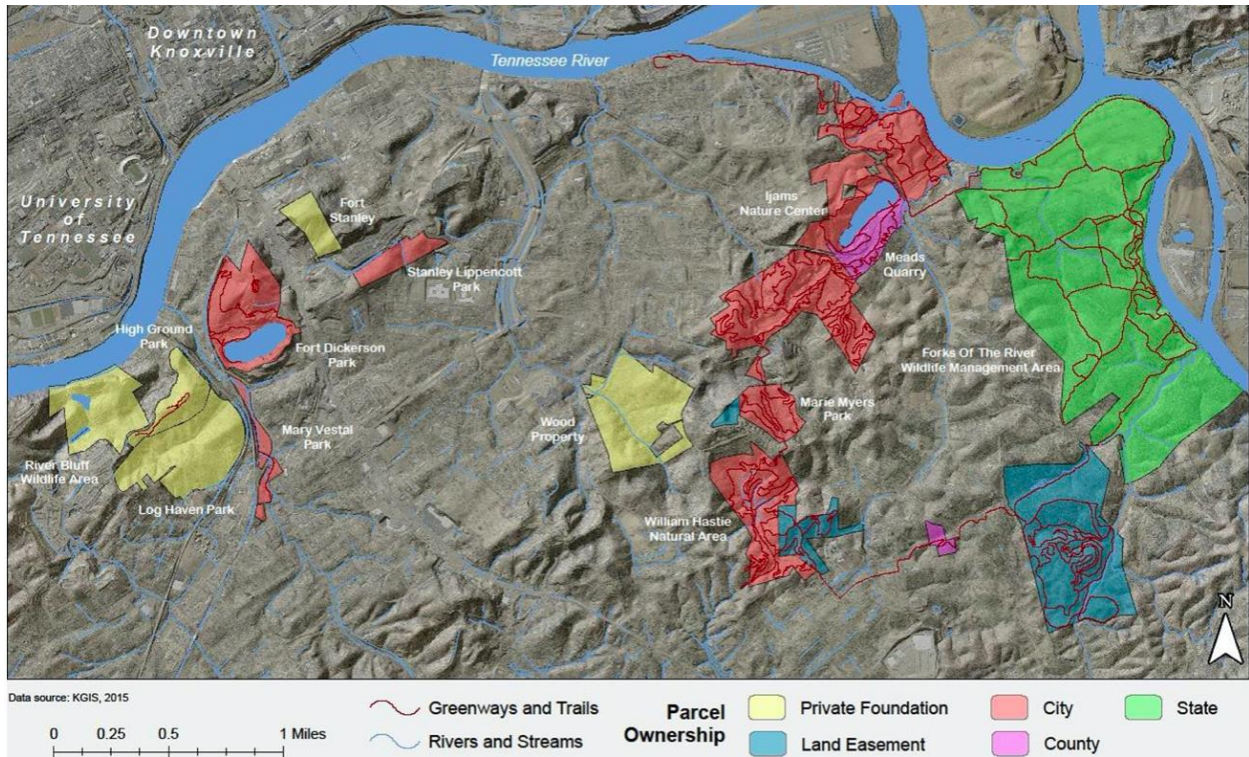 Downtown
Knoxville
Tennessee River
University
of
Tennessee
Fort
Stanley
Ijams
Nature Center
Stanley Lippencott
Park
Meads
Quarry
High Ground
Park
Fort Dickerson
Park
Forks Of The River
Wildlife Management Area
Wood
Property
Marie Myers
Park
Mary Vestal
Park
River Bluff
Wildlife Area
Log Haven Park
William Hastie
Natural Area
N
Data source: KGIS, 2015
0 0.25 0.5 1 Miles
Greenways and Trails
Rivers and Streams
Parcel
Ownership
Private Foundation
Land Easement
City
County
State